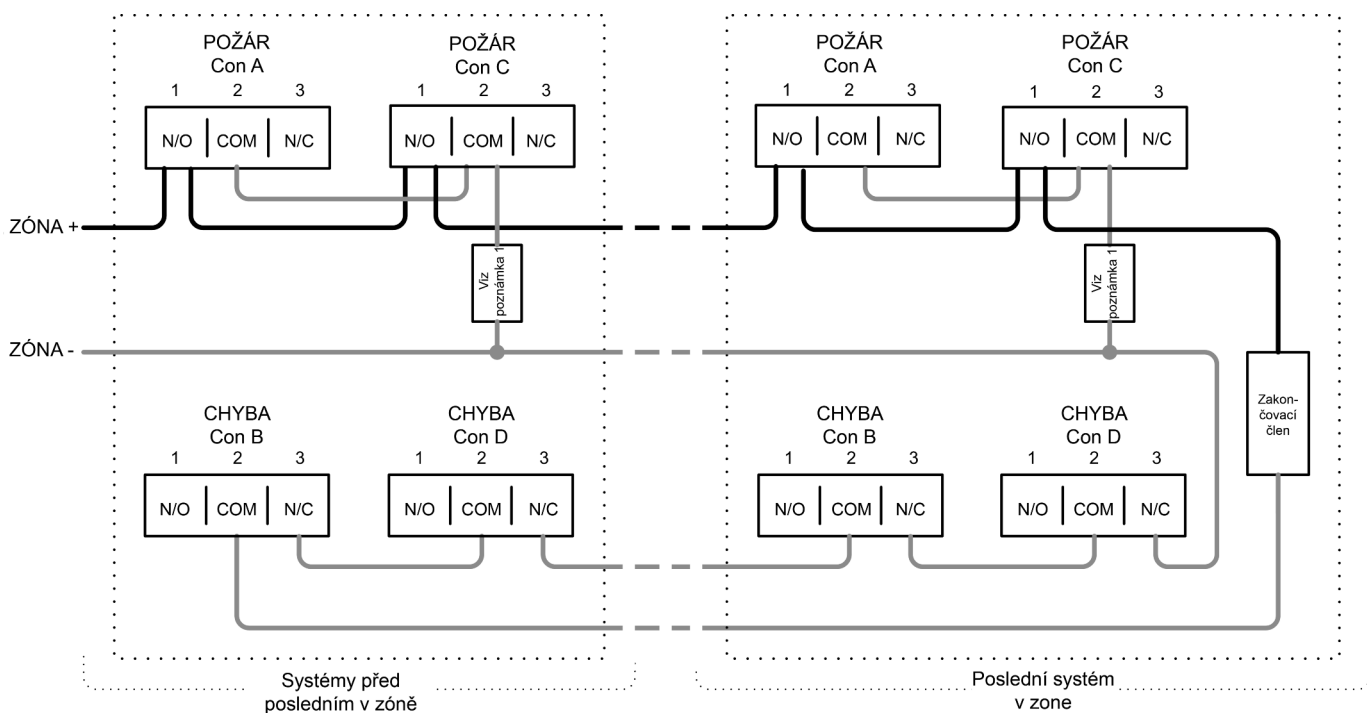 POŽÁR
Con A
POŽÁR
Con C
POŽÁR
Con A
POŽÁR
Con C
1 2 3
1 2 3
1 2 3
1 2 3
N/O COM N/C
N/O COM N/C
N/O COM N/C
N/O COM N/C
ZÓNA +
Viz
poznámka 1
Viz
poznámka 1
ZÓNA -
Zakon-
čovací
člen
CHYBA
Con B
CHYBA
Con D
CHYBA
Con B
CHYBA
Con D
1 2 3
1 2 3
1 2 3
1 2 3
N/O COM N/C
N/O COM N/C
N/O COM N/C
N/O COM N/C
Systémy před
posledním v zóně
Poslední systém
v zone